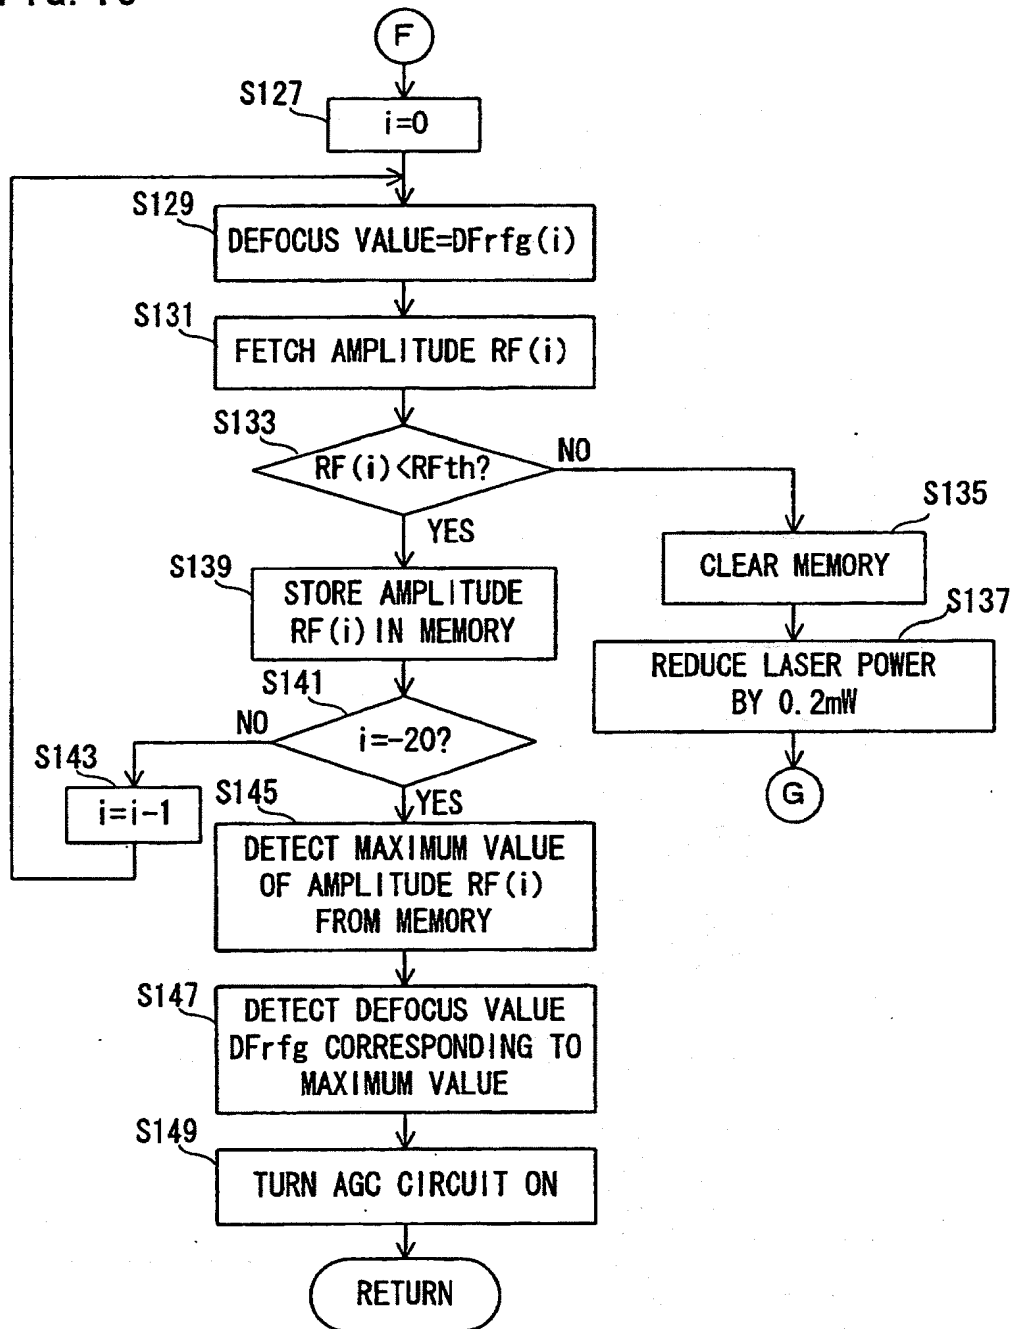 F
S127
i=0
S129
DEFOCUS VALUE=DFrfg(i)
S131
FETCH AMPLITUDE RF(i)
S133
RF(i)<RFth?
NO
YES
S135
CLEAR MEMORY
S137
REDUCE LASER POWER
BY 0.2mW
G
S139
STORE AMPLITUDE
RF(i) IN MEMORY
S141
i=-20?
NO
YES
S143
i=i-1
S145
DETECT MAXIMUM VALUE
OF AMPLITUDE RF(i)
FROM MEMORY
S147
DETECT DEFOCUS VALUE
DFrfg CORRESPONDING TO
MAXIMUM VALUE
S149
TURN AGC CIRCUIT ON
RETURN